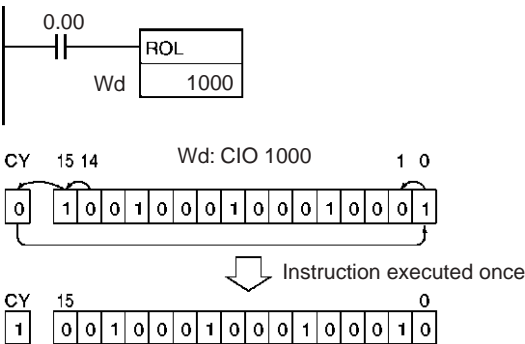 0.00
ROL
Wd 1000
CY 15 14 Wd: CIO 1000 1 0
0 1 0 0 1 0 0 0 1 0 0 0 1 0 0 0 1
Instruction executed once
CY 15 0
1 0 0 1 0 0 0 1 0 0 0 1 0 0 0 1 0